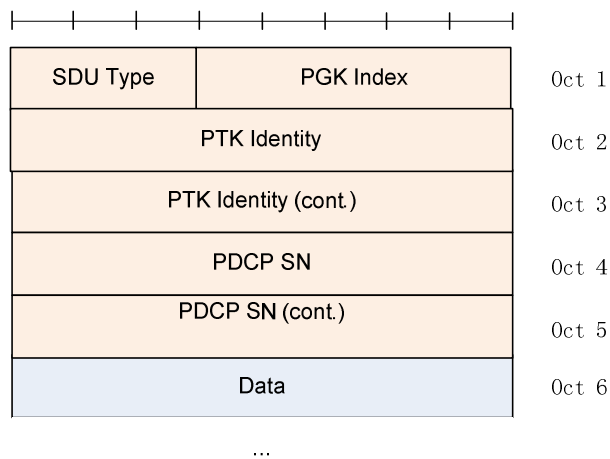 SDU Type PGK Index Oct 1
PTK Identity Oct 2
PTK Identity (cont.) Oct 3
PDCP SN Oct 4
PDCP SN (cont.) Oct 5
Data Oct 6
...